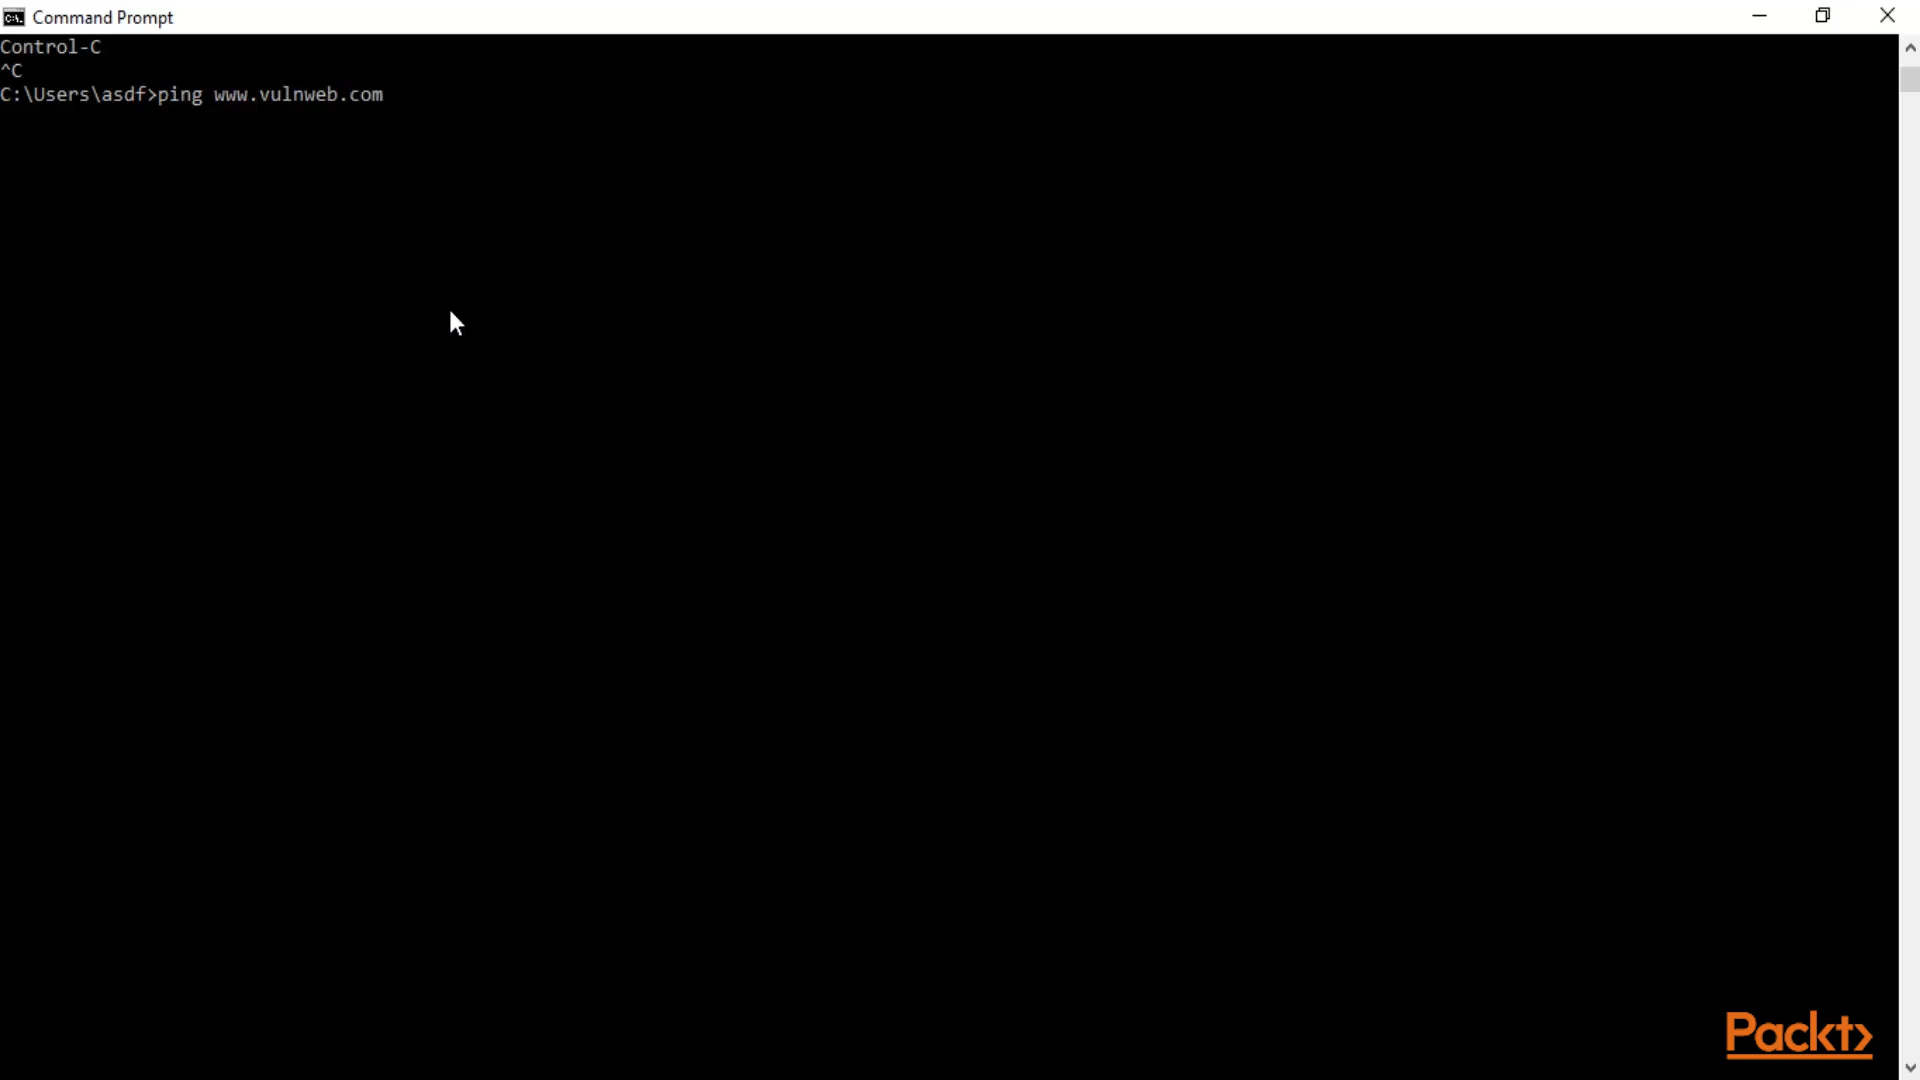 Command Prompt
Control-C
^C
C:\Users\asdf>ping www.vulnweb.com
Packt>